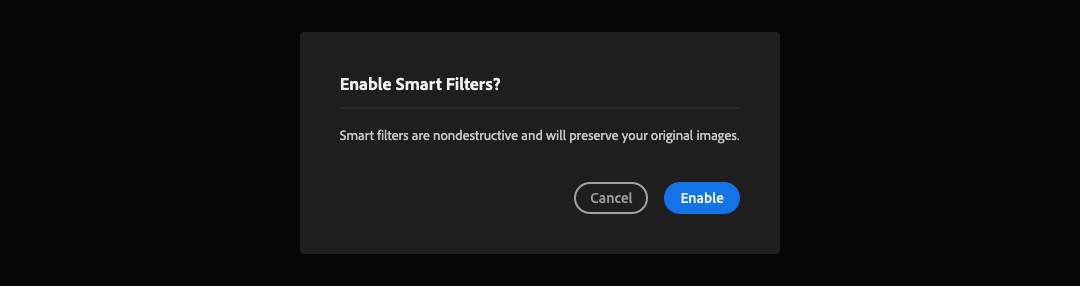 Enable Smart Filters?
Smart filters are nondestructive and will preserve your original images.
Cancel
Enable